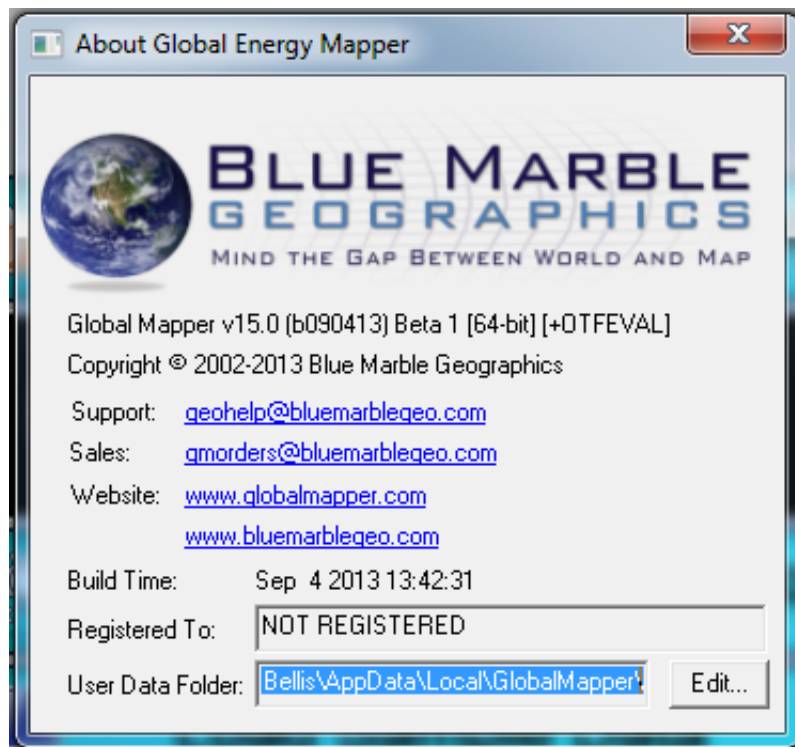 About Global Energy Mapper
BLUE MARBLE
GEOGRAPHICS
MIND THE GAP BETWEEN WORLD AND MAP
Global Mapper v15.0 (b090413) Beta 1 [64-bit] [+OTFEVAL]
Copyright © 2002-2013 Blue Marble Geographics
Support: geohelp@bluemarblegeo.com
Sales: gmorders@bluemarblegeo.com
Website: www.globalmapper.com
www.bluemarblegeo.com
Build Time: Sep 4 2013 13:42:31
Registered To: NOT REGISTERED
User Data Folder: Bellis\AppData\Local\GlobalMapper\ Edit...